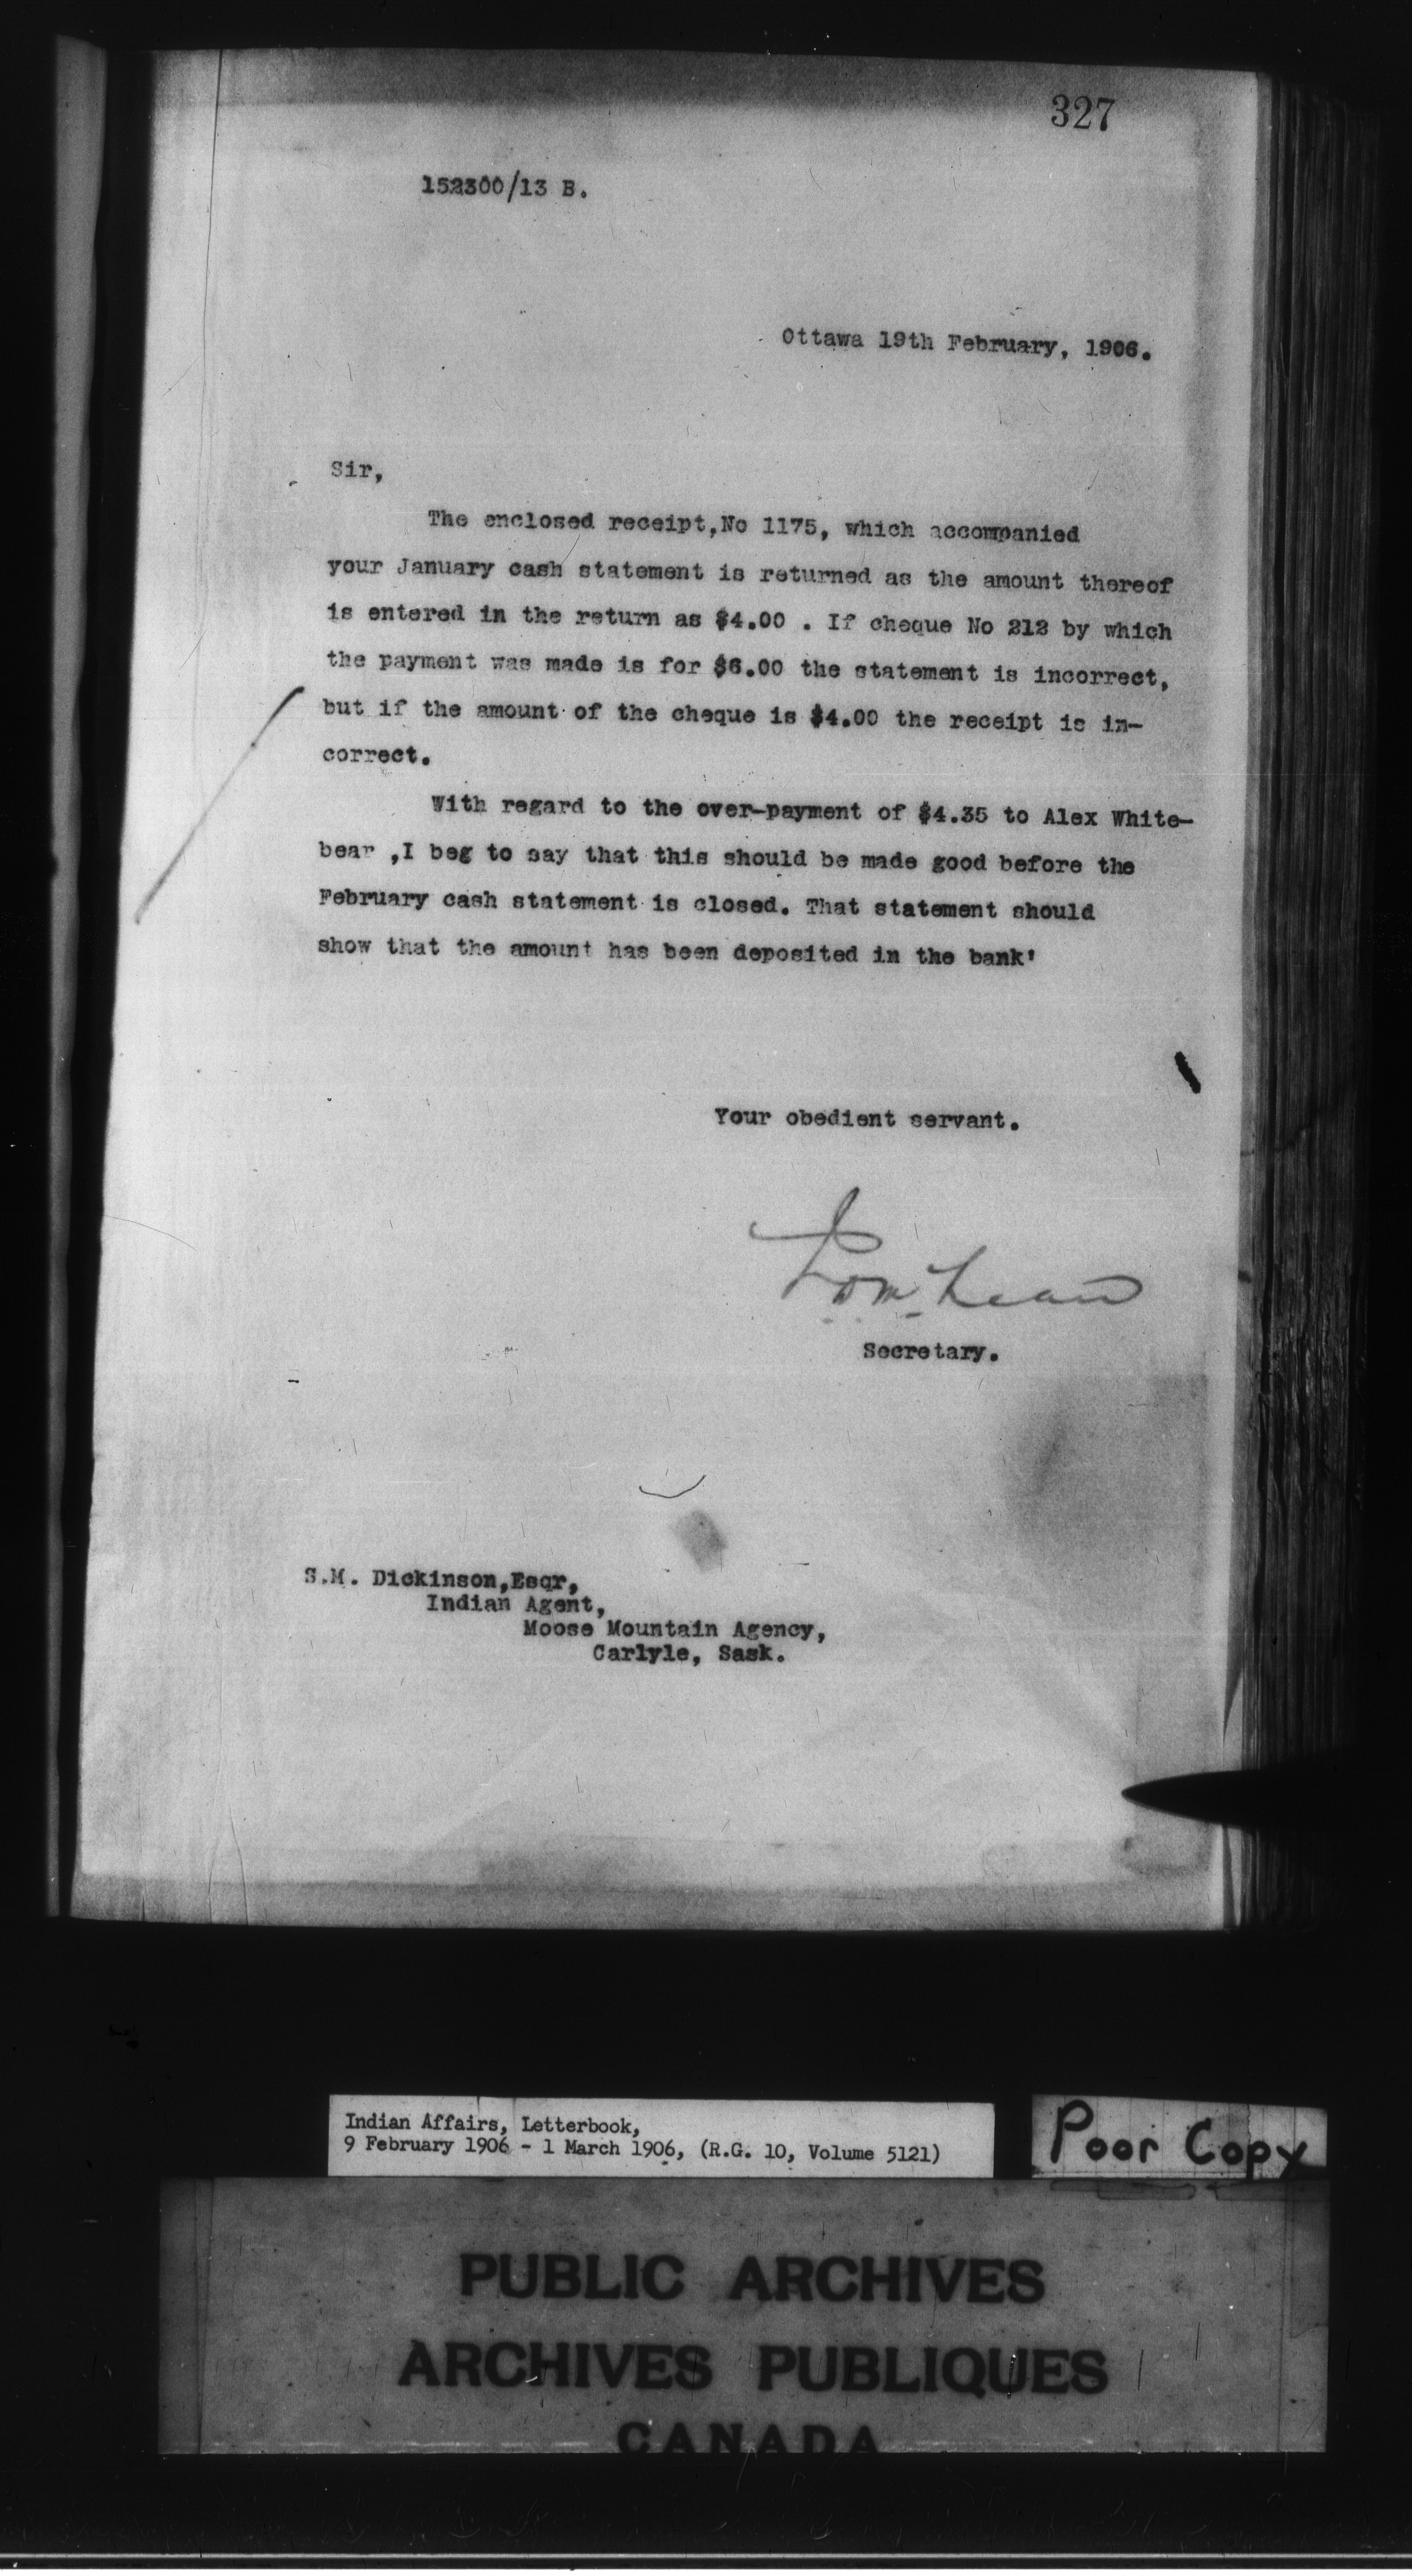 327
152300/13 B.
Ottawa 19th February, 1906.
Sir,
The enclosed receipt,No 1175, which accompanied
your January cash statement is returned as the amount thereof
is entered in the return as $4.00 . If cheque No 212 by which
the payment was made is for $6.00 the statement is incorrect,
but if the amount of the cheque is $4.00 the receipt is in-
correct.
With regard to the over-payment of $4.35 to Alex White-
bear ,I beg to say that this should be made good before the
February cash statement is closed. That statement should
show that the amount has been deposited in the bank'
Your obedient servant.
Secretary.
S.M. Dickinson,Esqr,
Indian Agent,
Moose Mountain Agency,
Carlyle, Sask.
Indian Affairs, Letterbook,
9 February 1906 - 1 March 1906, (R.G. 10, Volume 5121)
Poor Copy
PUBLIC ARCHIVES
ARCHIVES PUBLIQUES
CANADA